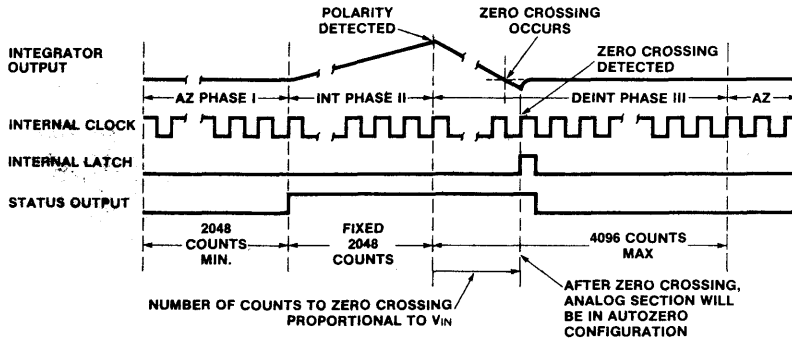 POLARITY
DETECTED
ZERO CROSSING
OCCURS
INTEGRATOR
OUTPUT
ZERO CROSSING
DETECTED
AZ PHASE I
INT PHASE II
DEINT PHASE III
AZ
INTERNAL CLOCK
INTERNAL LATCH
STATUS OUTPUT
2048
COUNTS
MIN.
FIXED
2048
COUNTS
4096 COUNTS
MAX
NUMBER OF COUNTS TO ZERO CROSSING
PROPORTIONAL TO VIN
AFTER ZERO CROSSING,
ANALOG SECTION WILL
BE IN AUTOZERO
CONFIGURATION